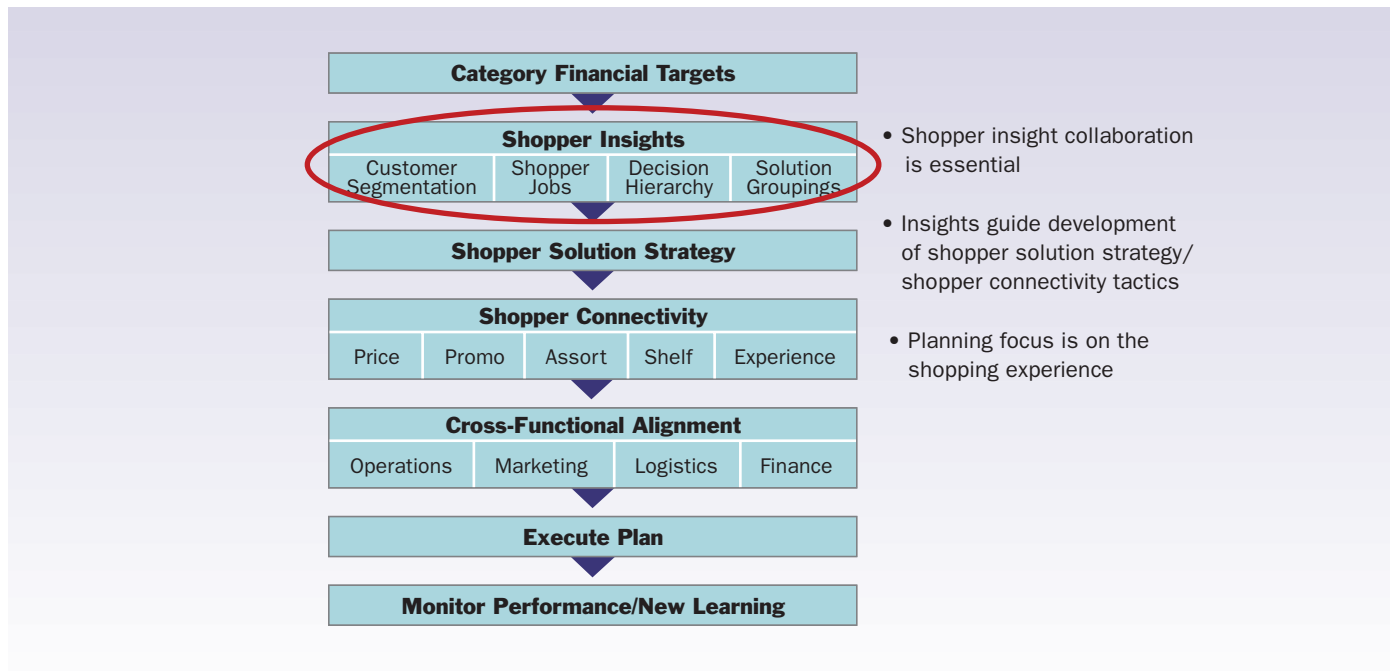 Category Financial Targets
Shopper Insights
Customer
Segmentation
Shopper
Jobs
Decision
Hierarchy
Solution
Groupings
Shopper Solution Strategy
Shopper Connectivity
Price
Promo
Assort
Shelf
Experience
Cross-Functional Alignment
Operations
Marketing
Logistics
Finance
Execute Plan
Monitor Performance/New Learning
• Shopper insight collaboration
is essential
• Insights guide development
of shopper solution strategy/
shopper connectivity tactics
• Planning focus is on the
shopping experience